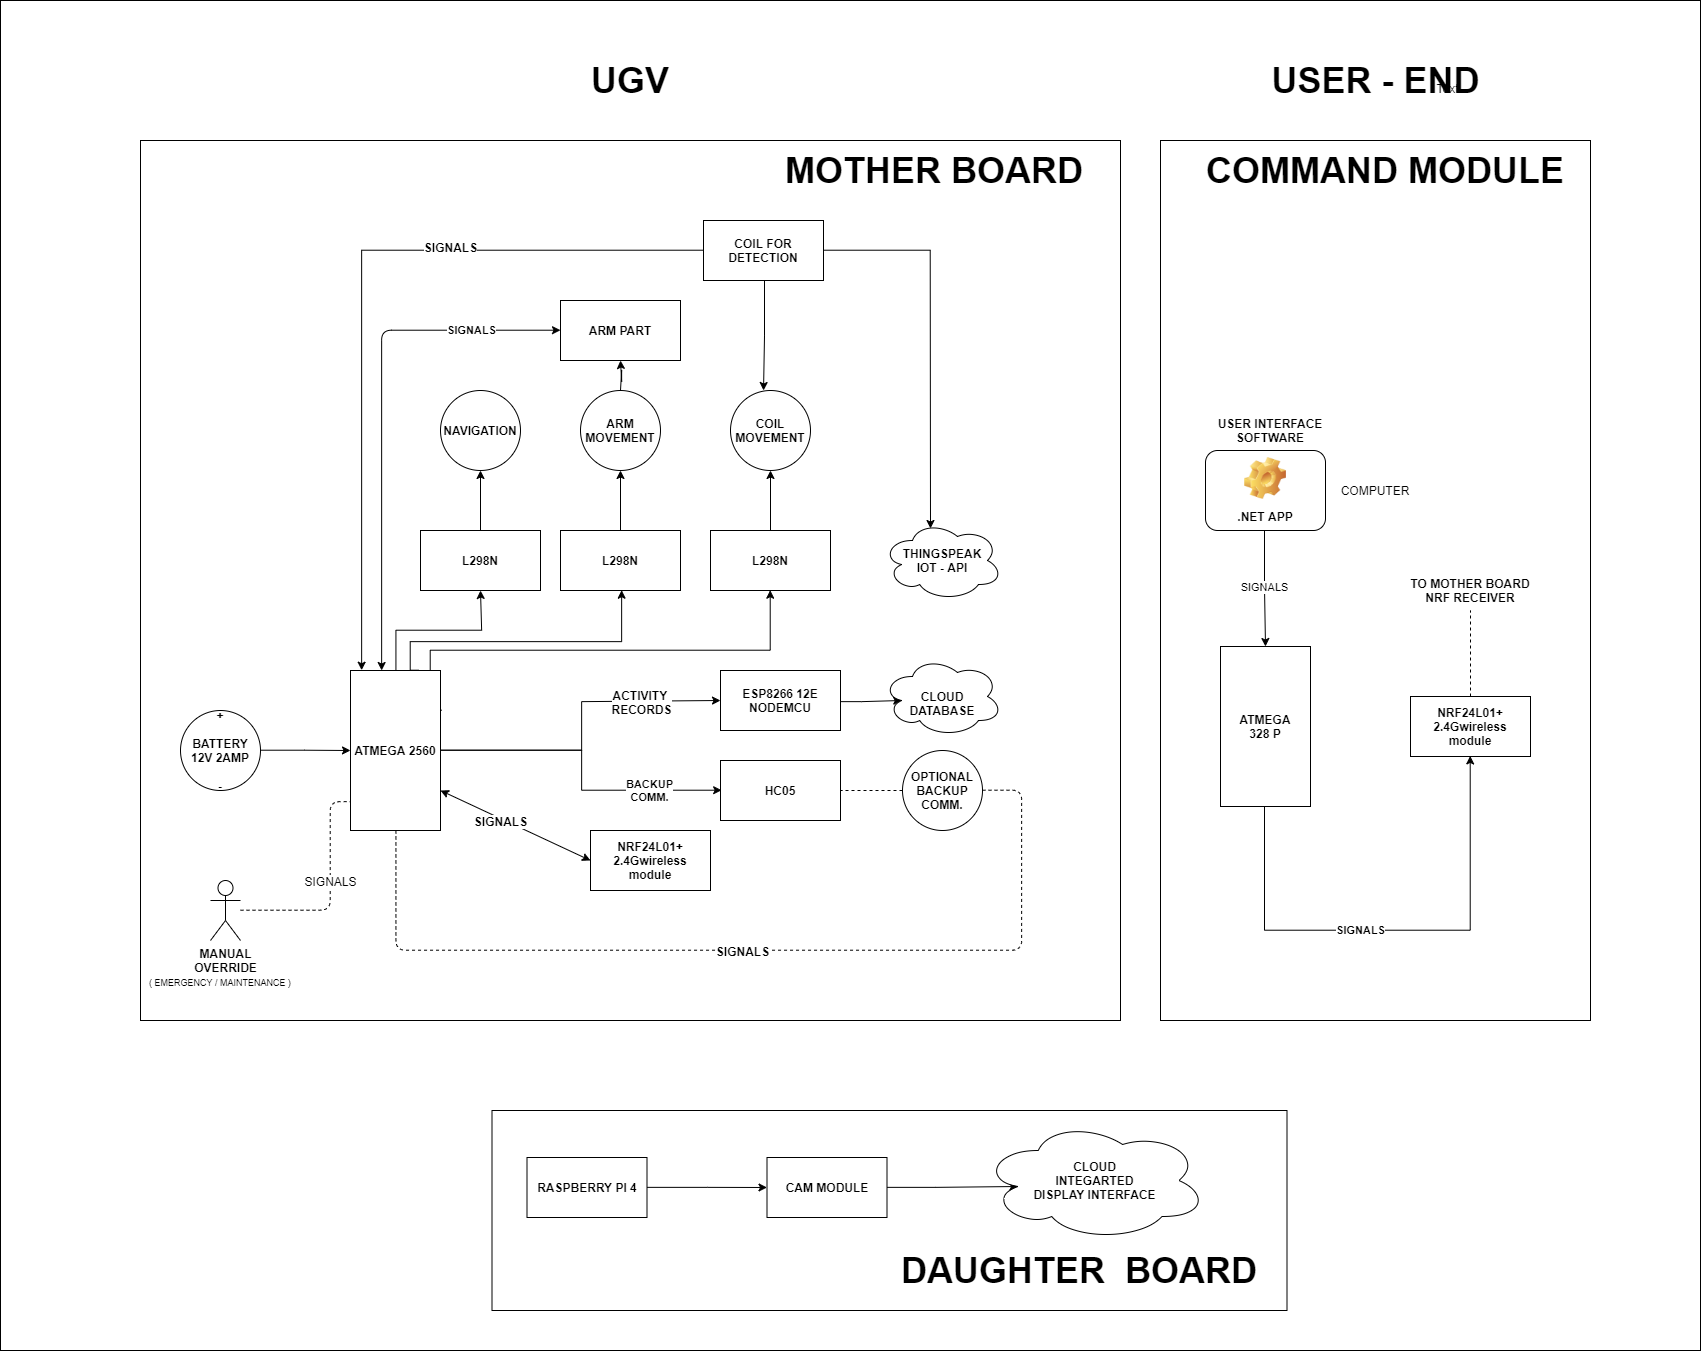 UGV
USER - END
MOTHER BOARD
COIL FOR
DETECTION
SIGNALS
ARM PART
SIGNALS
NAVIGATION
ARM
MOVEMENT
COIL
MOVEMENT
L298N
L298N
L298N
THINGSPEAK
IOT - API
+
BATTERY
12V 2AMP
-
ATMEGA 2560
ACTIVITY
RECORDS
ESP8266 12E
NODEMCU
CLOUD
DATABASE
BACKUP
COMM.
HC05
OPTIONAL
BACKUP
COMM.
SIGNALS
NRF24L01+
2.4Gwireless
module
SIGNALS
MANUAL
OVERRIDE
( EMERGENCY / MAINTENANCE )
SIGNALS
COMMAND MODULE
USER INTERFACE
SOFTWARE
.NET APP
COMPUTER
SIGNALS
TO MOTHER BOARD
NRF RECEIVER
ATMEGA
328 P
NRF24L01+
2.4Gwireless
module
SIGNALS
RASPBERRY PI 4
CAM MODULE
CLOUD
INTEGARTED
DISPLAY INTERFACE
DAUGHTER BOARD